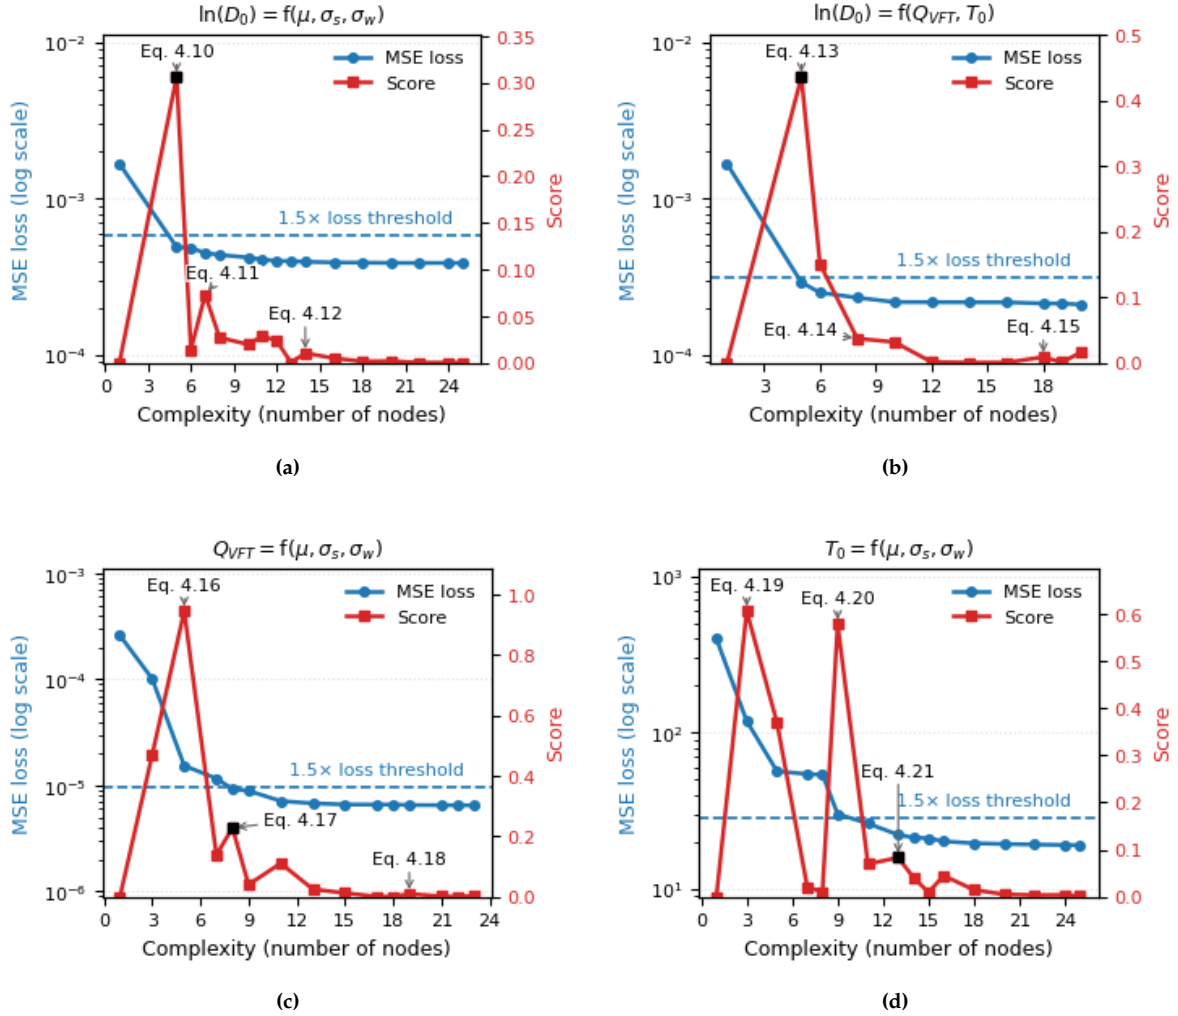 ln(D₀) = f(μ, σₛ, σ_w)
10⁻²
10⁻³
10⁻⁴
MSE loss (log scale)
Eq. 4.10
MSE loss
Score
1.5× loss threshold
Eq. 4.11
Eq. 4.12
0.35
0.30
0.25
0.20
0.15
0.10
0.05
0.00
Score
0 3 6 9 12 15 18 21 24
Complexity (number of nodes)
(a)
ln(D₀) = f(Q_VFT, T₀)
10⁻²
10⁻³
10⁻⁴
MSE loss (log scale)
Eq. 4.13
MSE loss
Score
1.5× loss threshold
Eq. 4.14
Eq. 4.15
0.5
0.4
0.3
0.2
0.1
0.0
Score
3 6 9 12 15 18
Complexity (number of nodes)
(b)
Q_VFT = f(μ, σₛ, σ_w)
10⁻³
10⁻⁴
10⁻⁵
10⁻⁶
MSE loss (log scale)
Eq. 4.16
MSE loss
Score
1.5× loss threshold
Eq. 4.17
Eq. 4.18
1.0
0.8
0.6
0.4
0.2
0.0
Score
0 3 6 9 12 15 18 21 24
Complexity (number of nodes)
(c)
T₀ = f(μ, σₛ, σ_w)
10³
10²
10¹
MSE loss (log scale)
Eq. 4.19
Eq. 4.20
MSE loss
Score
Eq. 4.21
1.5× loss threshold
0.6
0.5
0.4
0.3
0.2
0.1
0.0
Score
0 3 6 9 12 15 18 21 24
Complexity (number of nodes)
(d)